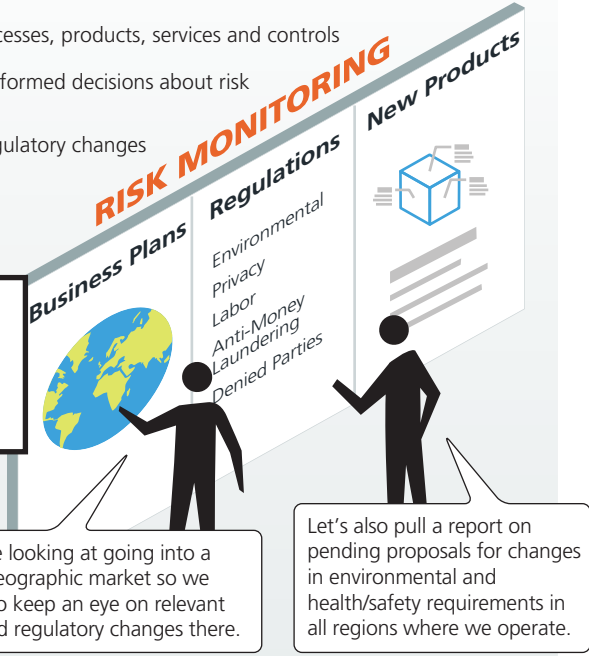 cesses, products, services and controls
formed decisions about risk
gulatory changes
RISK MONITORING
Business Plans
Regulations
Environmental
Privacy
Labor
Anti-Money
Laundering
Denied Parties
New Products
e looking at going into a
eographic market so we
o keep an eye on relevant
d regulatory changes there.
Let's also pull a report on
pending proposals for changes
in environmental and
health/safety requirements in
all regions where we operate.